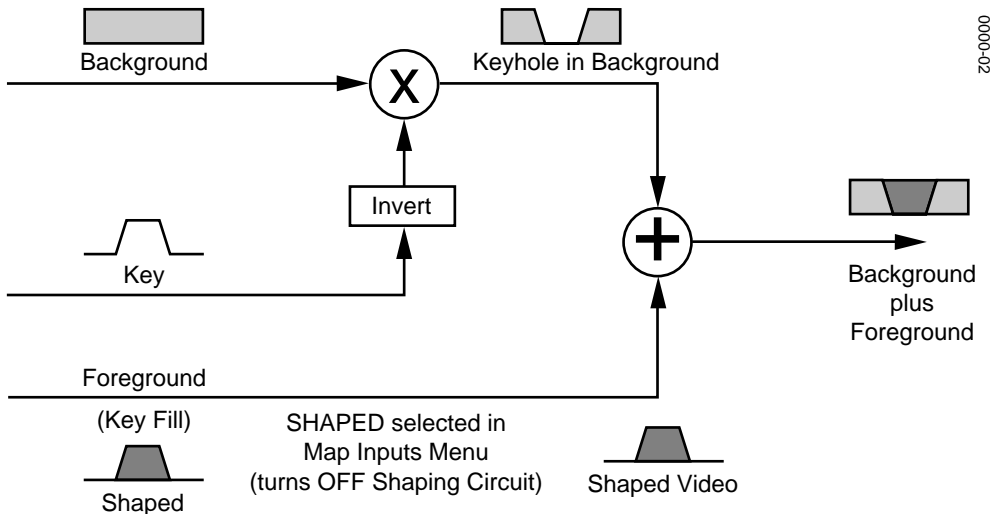 Background
X
Keyhole in Background
0000-02
Invert
Key
+
Background
plus
Foreground
Foreground
(Key Fill)
Shaped
SHAPED selected in
Map Inputs Menu
(turns OFF Shaping Circuit)
Shaped Video